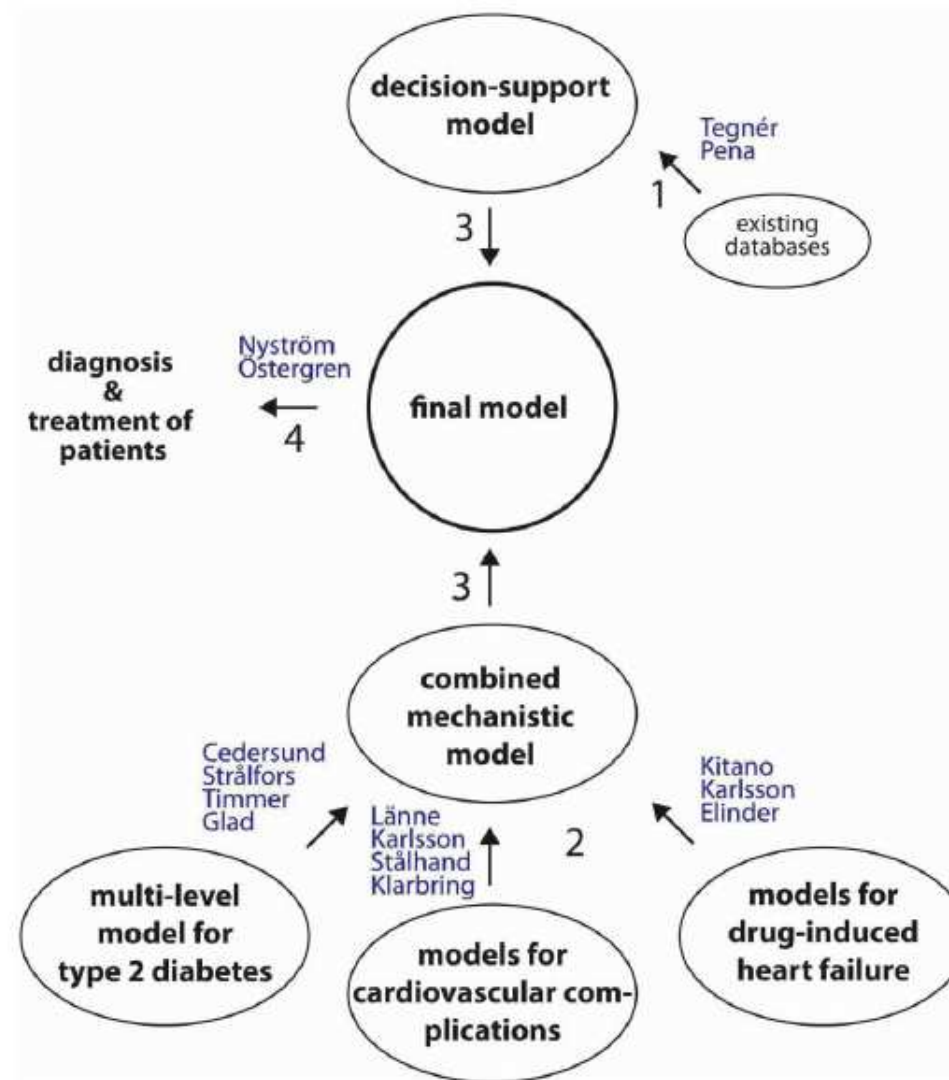 decision-support
model
Tegnér
Pena
1
existing
databases
3
Nyström
Östergren
diagnosis
&
treatment of
patients
4
final model
3
combined
mechanistic
model
Cedersund
Strålfors
Timmer
Glad
Länne
Karlsson
Stålhand
Klarbring
2
Kitano
Karlsson
Elinder
multi-level
model for
type 2 diabetes
models for
cardiovascular com-
plications
models for
drug-induced
heart failure